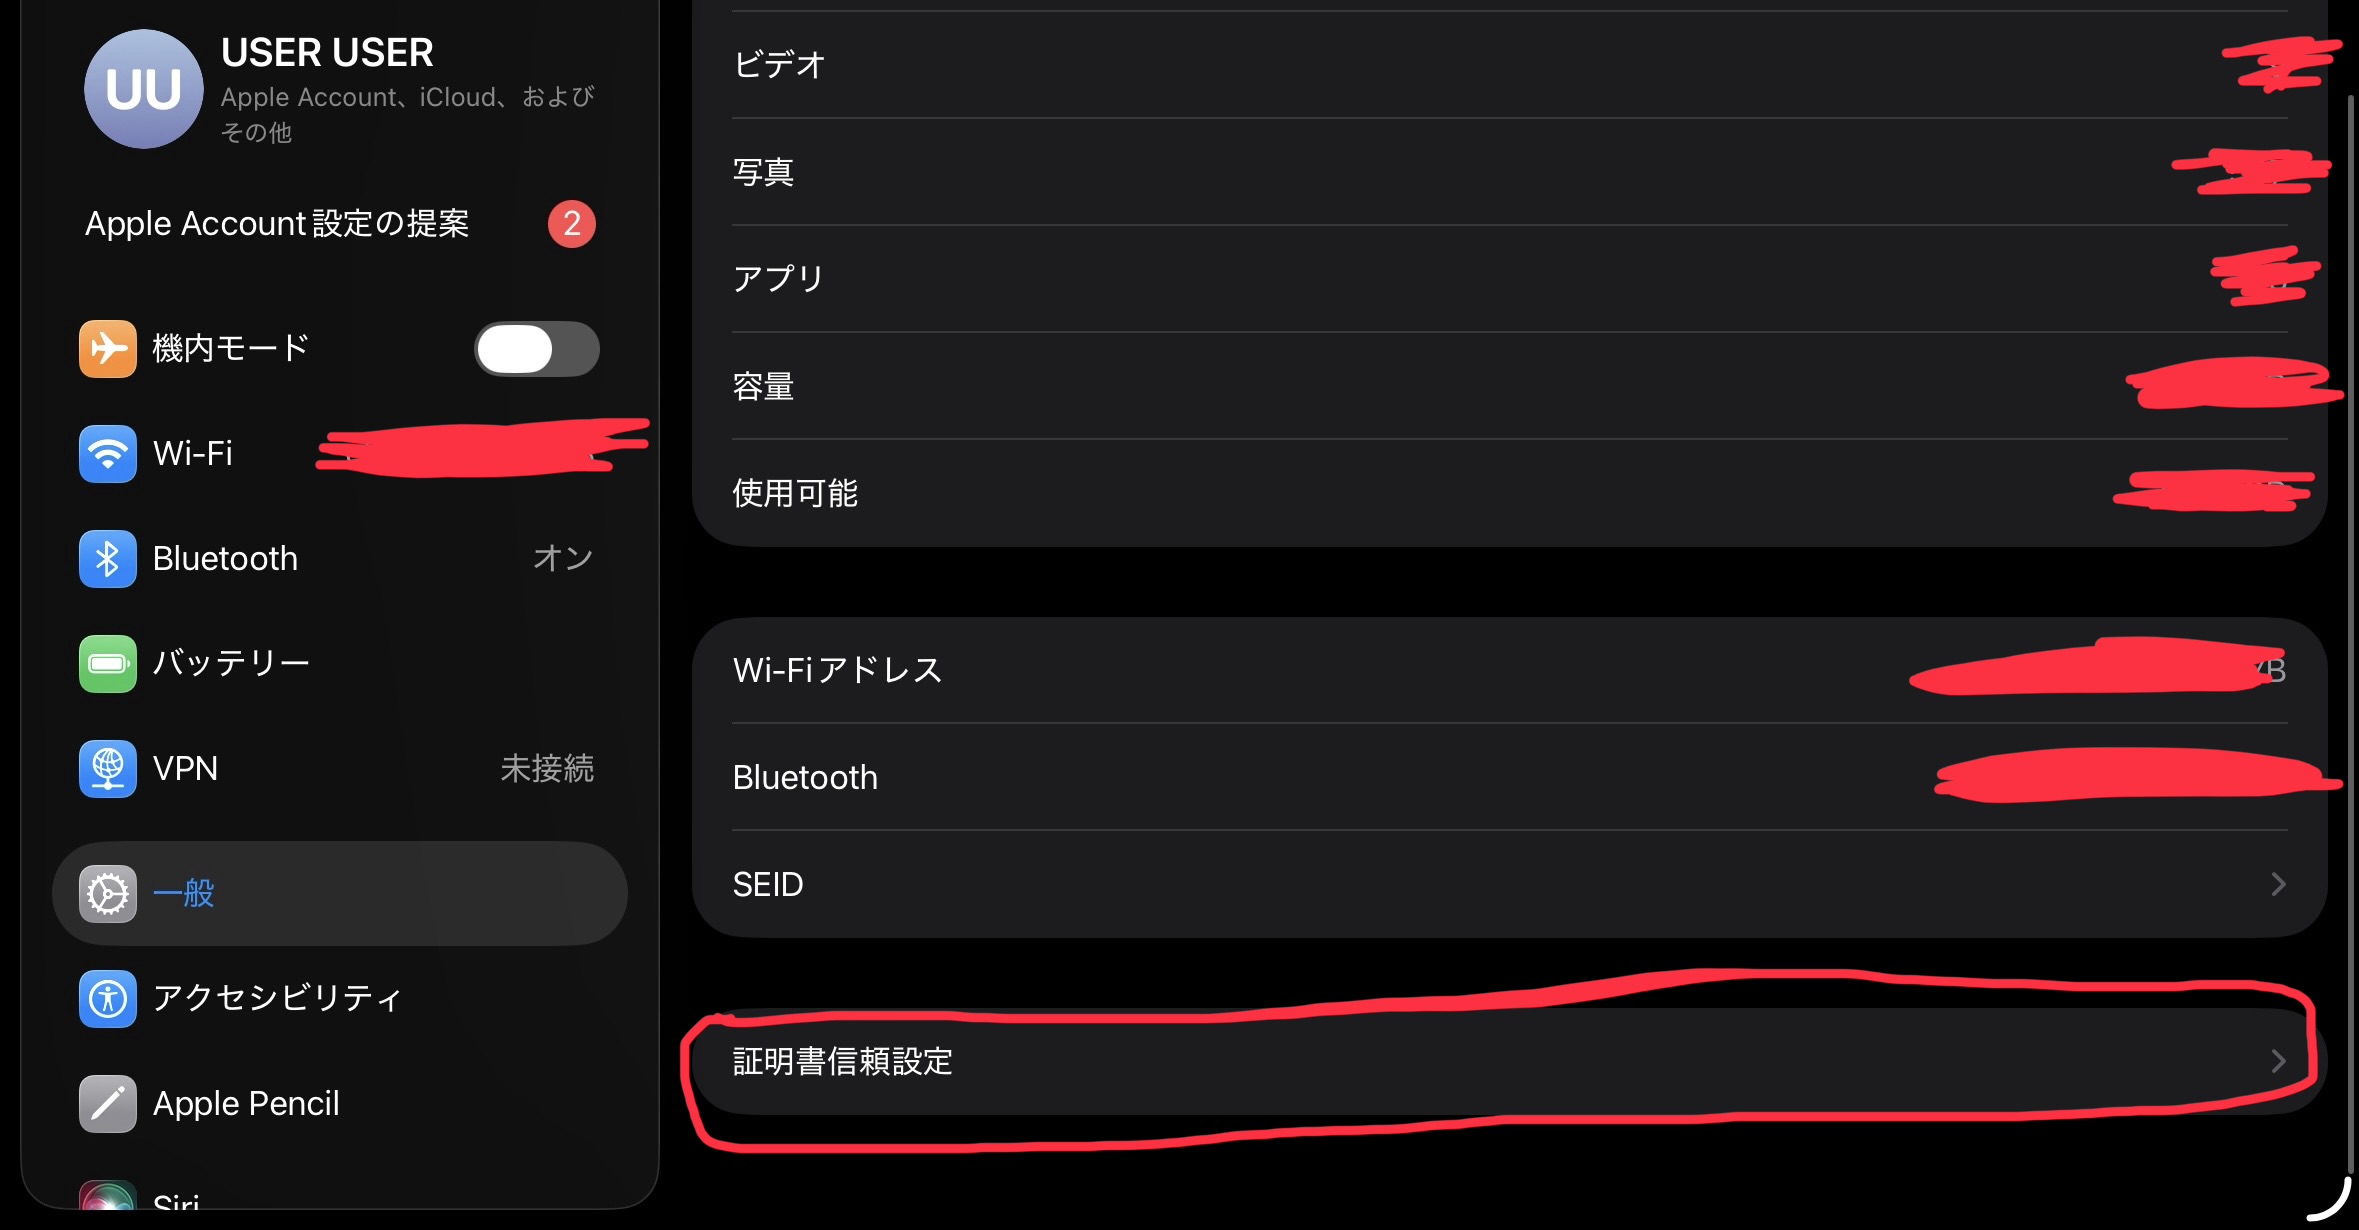 UU
USER USER
Apple Account、iCloud、および
その他
Apple Account設定の提案
2
機内モード
Wi-Fi
Bluetooth
オン
バッテリー
VPN
未接続
一般
アクセシビリティ
Apple Pencil
Siri
ビデオ
写真
アプリ
容量
使用可能
Wi-Fiアドレス
B
Bluetooth
SEID
証明書信頼設定